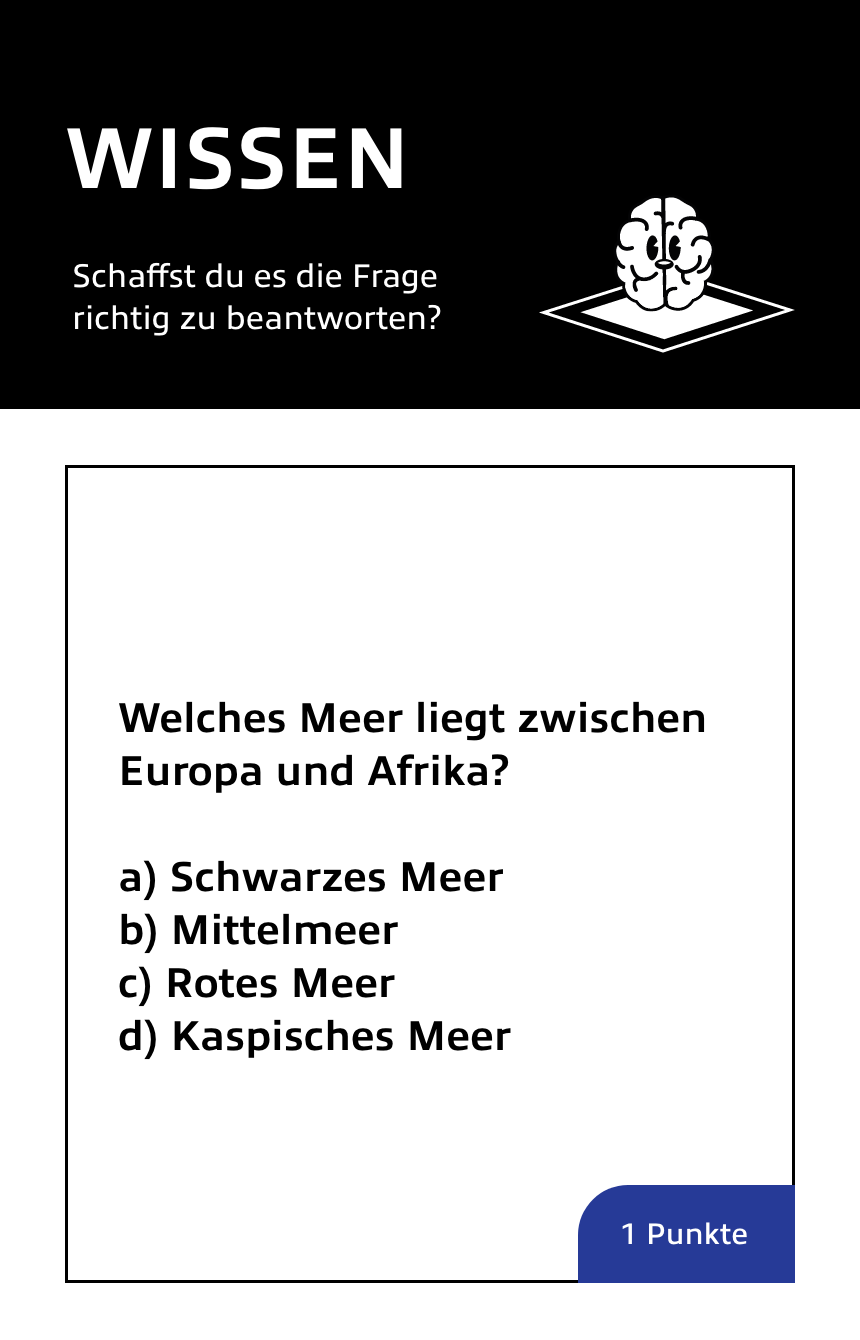 WISSEN
Schaffst du es die Frage
richtig zu beantworten?
Welches Meer liegt zwischen
Europa und Afrika?
a) Schwarzes Meer
b) Mittelmeer
c) Rotes Meer
d) Kaspisches Meer
1 Punkte